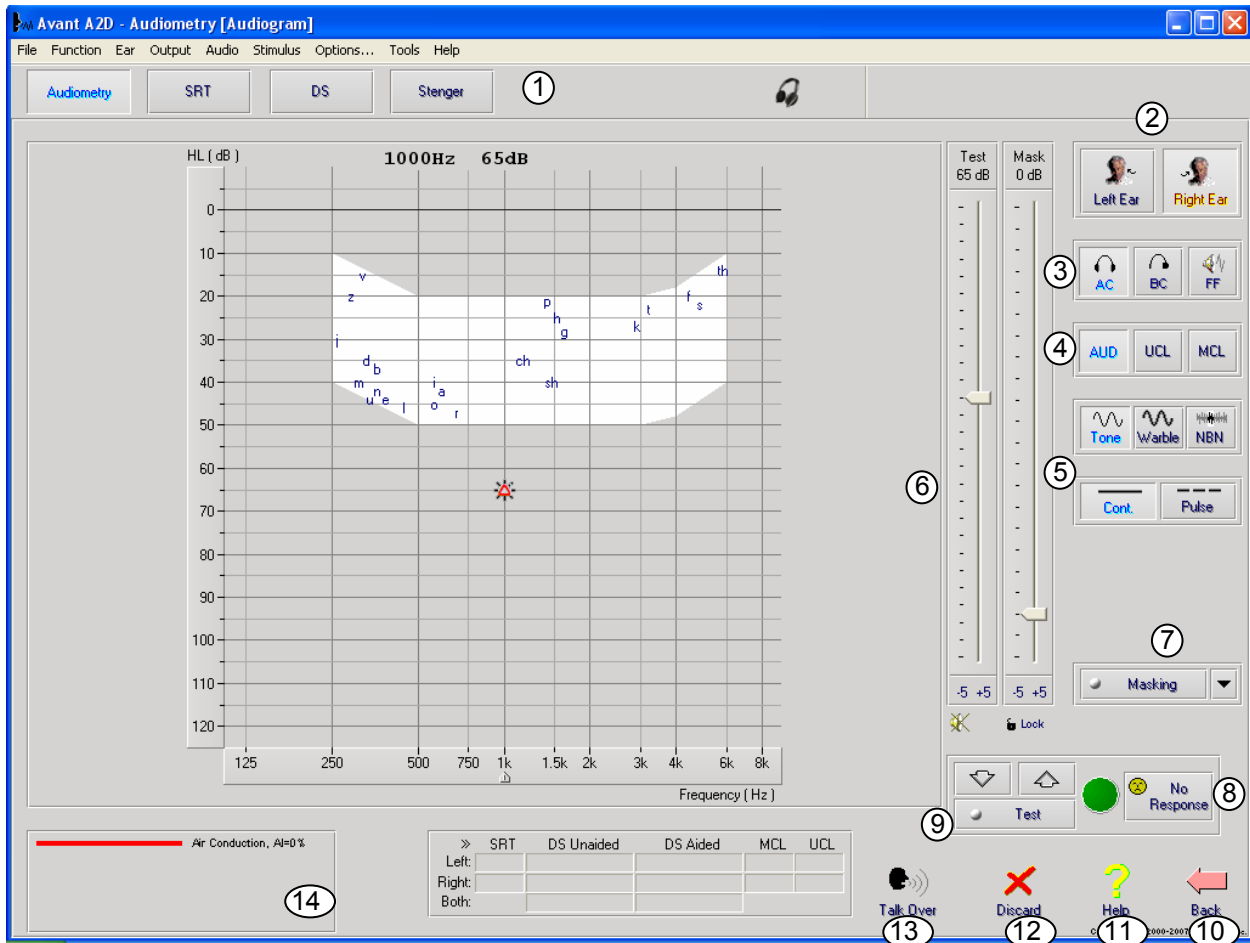 Avant A2D - Audiometry [Audiogram]
File Function Ear Output Audio Stimulus Options... Tools Help
Audiometry SRT DS Stenger 1
2
HL ( dB ) 1000Hz 65dB
Test Mask
65 dB 0 dB
Left Ear Right Ear
0
10
20
30
40
50
60
70
80
90
100
110
120
v
z
i
d
b
m
n
u
e
l
i
a
o
r
p
h
g
ch
sh
k
t
f
s
th
3
AC BC FF
4
AUD UCL MCL
Tone Warble NBN
5
Cont. Pulse
6
7
Masking
-5 +5 -5 +5
Lock
125 250 500 750 1k 1.5k 2k 3k 4k 6k 8k
Frequency ( Hz )
No
Response
8
9
Test
Air Conduction, AI=0%
14
» SRT DS Unaided DS Aided MCL UCL
Left:
Right:
Both:
Talk Over Discard Help Back
13 12 11 10
2000-2007